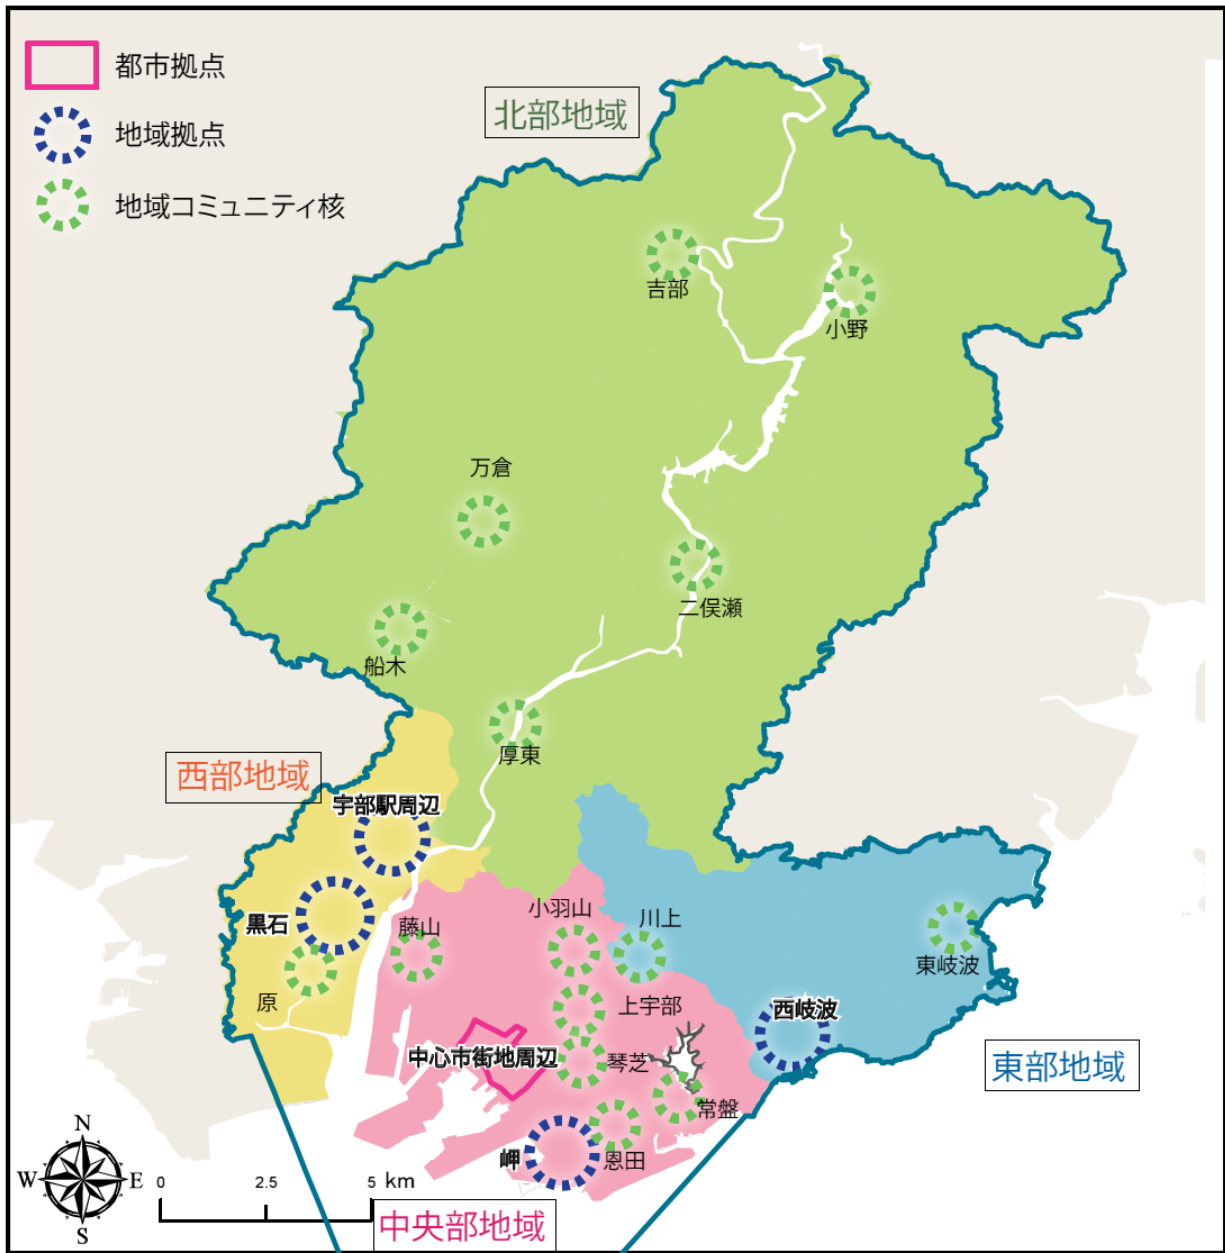 都市拠点
地域拠点
地域コミュニティ核
北部地域
吉部
小野
万倉
二俣瀬
船木
厚東
西部地域
宇部駅周辺
黒石
原
藤山
小羽山
川上
東岐波
上宇部
西岐波
中心市街地周辺
琴芝
東部地域
常盤
岬
恩田
N
W
E
S
0 2.5 5 km
中央部地域